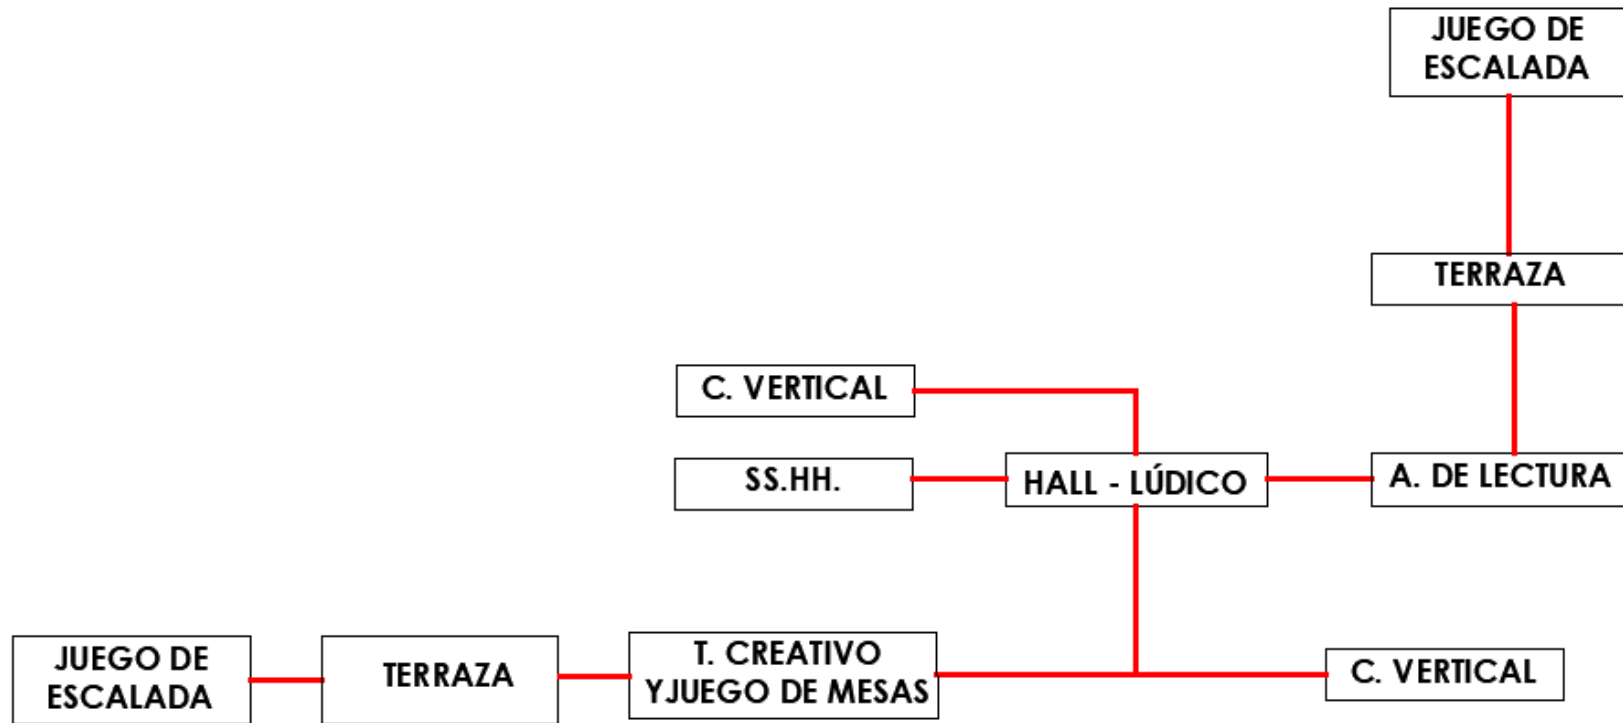 JUEGO DE
ESCALADA
TERRAZA
C. VERTICAL
SS.HH.
HALL - LÚDICO
A. DE LECTURA
JUEGO DE
ESCALADA
TERRAZA
T. CREATIVO
YJUEGO DE MESAS
C. VERTICAL